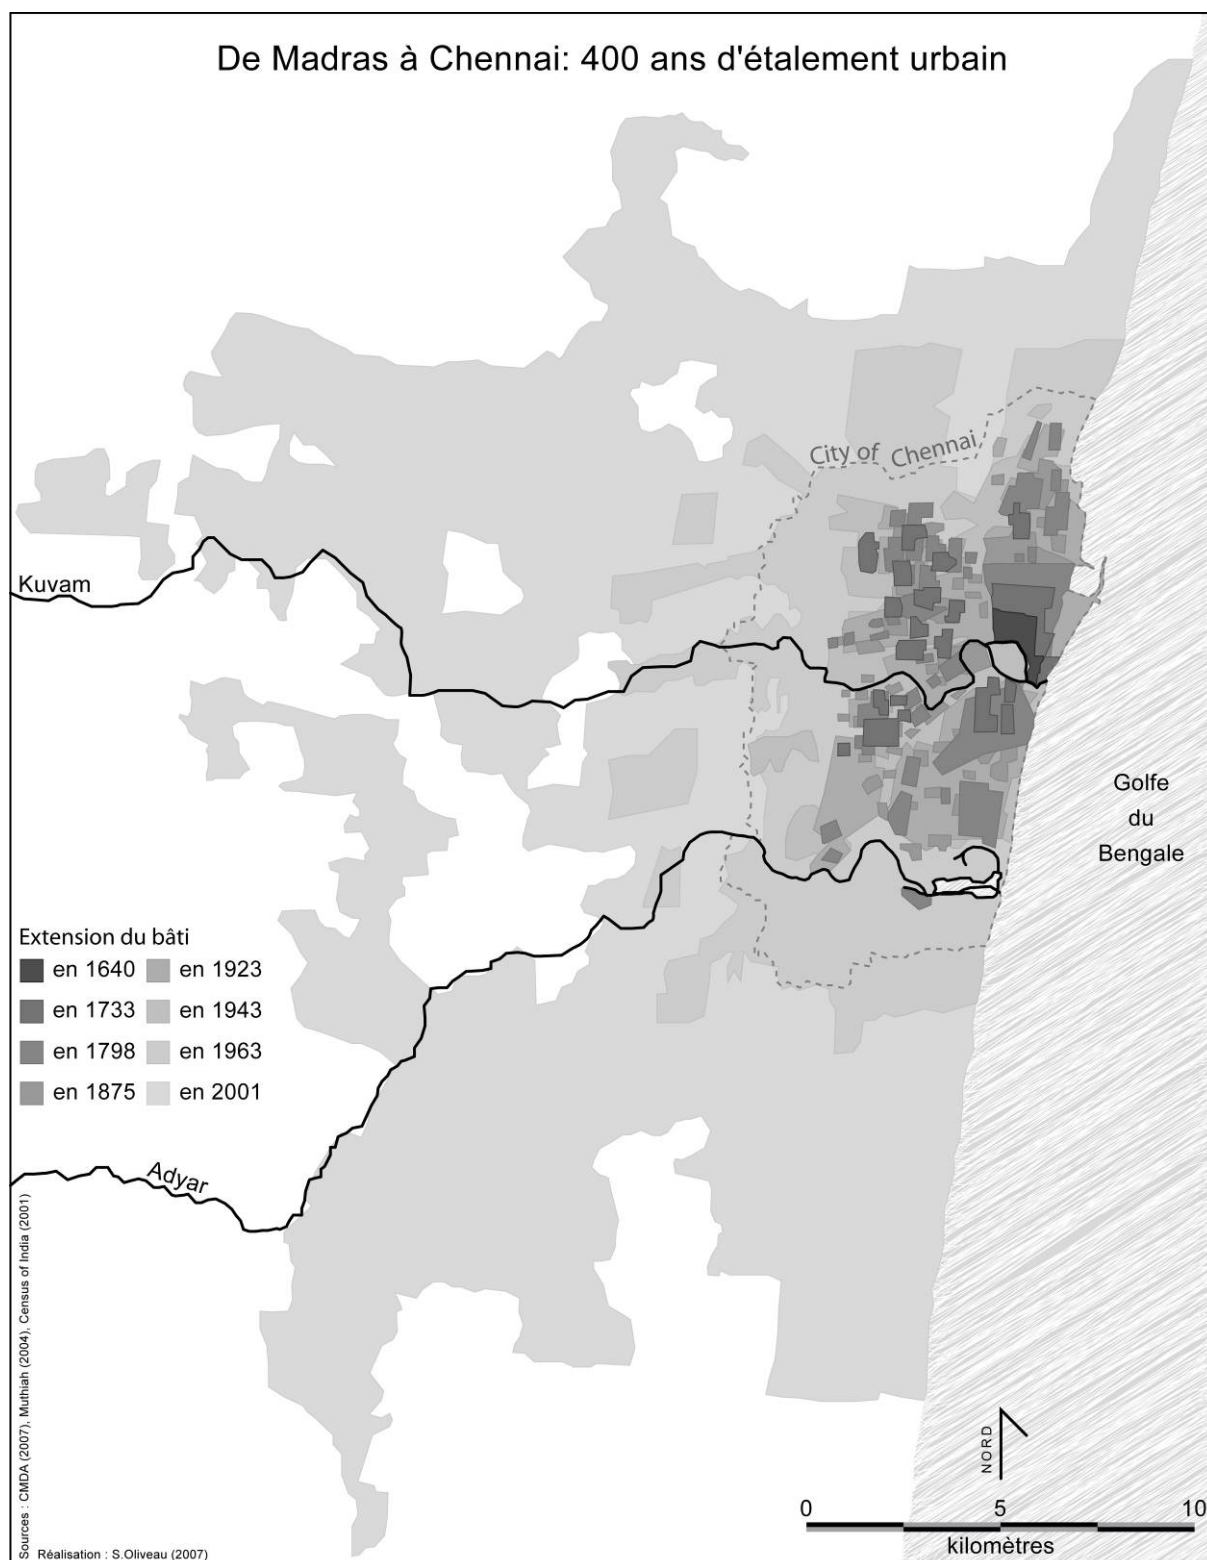 De Madras à Chennai: 400 ans d'étalement urbain
City of Chennai
Kuvam
Golfe
du
Bengale
Extension du bâti
en 1640
en 1923
en 1733
en 1943
en 1798
en 1963
en 1875
en 2001
Adyar
NORD
0 5 10
kilomètres
Sources : CMDA (2007), Muthiah (2004), Census of India (2001)
Réalisation : S.Oliveau (2007)